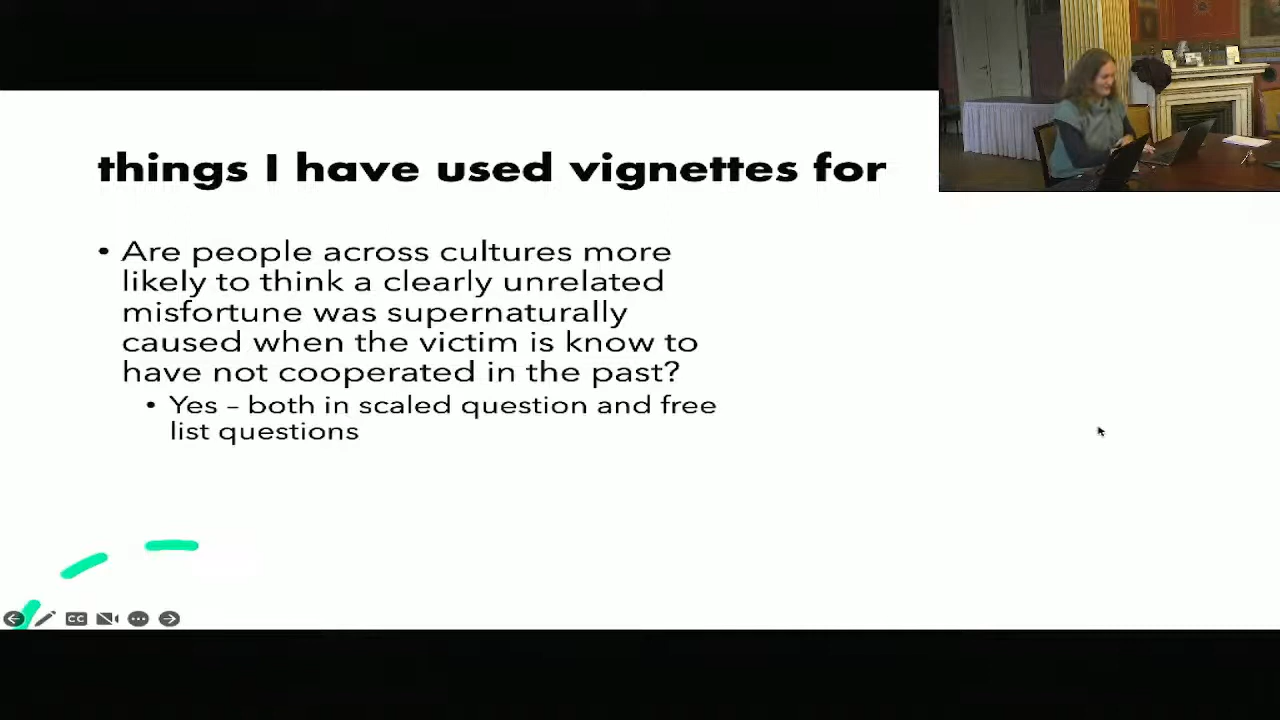 things I have used vignettes for
• Are people across cultures more
likely to think a clearly unrelated
misfortune was supernaturally
caused when the victim is know to
have not cooperated in the past?
• Yes – both in scaled question and free
list questions
CC